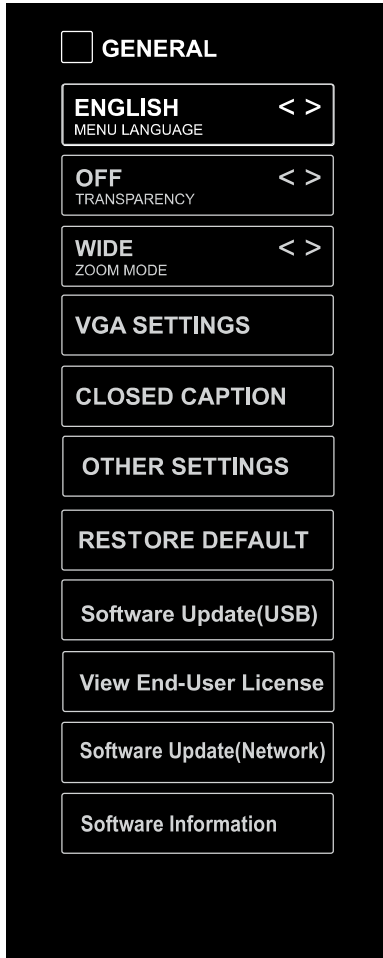 GENERAL
ENGLISH < >
MENU LANGUAGE
OFF < >
TRANSPARENCY
WIDE < >
ZOOM MODE
VGA SETTINGS
CLOSED CAPTION
OTHER SETTINGS
RESTORE DEFAULT
Software Update(USB)
View End-User License
Software Update(Network)
Software Information